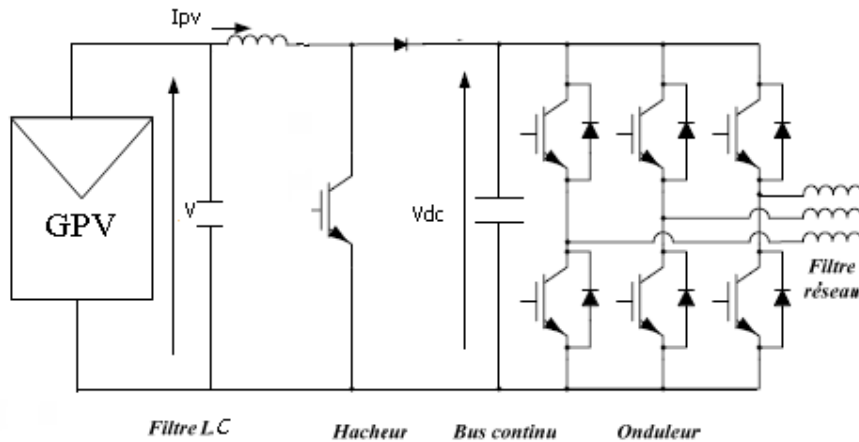 Ipv
V
GPV
Vdc
Filtre
réseau
Filtre LC
Hacheur
Bus continu
Onduleur